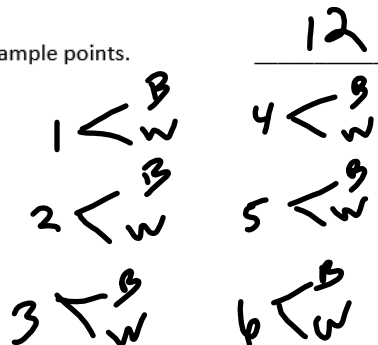 12
ample points.
1 < B W    4 < B W
2 < B W    5 < B W
3 < B W    6 < B W